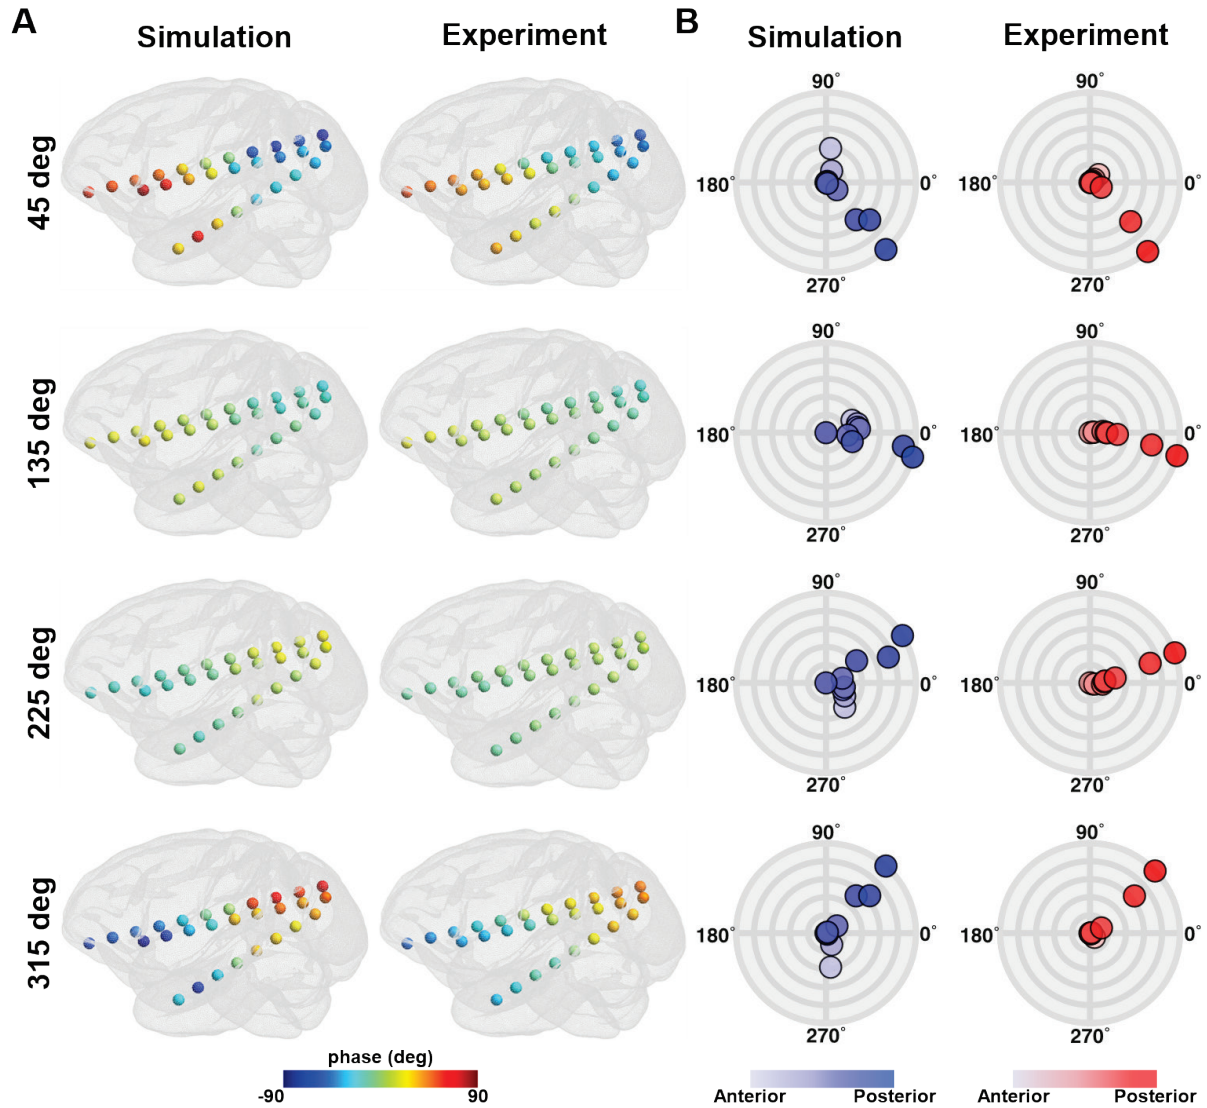 A
Simulation
Experiment
B
Simulation
Experiment
45 deg
90°
180°
0°
270°
90°
180°
0°
270°
135 deg
90°
180°
0°
270°
90°
180°
0°
270°
225 deg
90°
180°
0°
270°
90°
180°
0°
270°
315 deg
90°
180°
0°
270°
90°
180°
0°
270°
phase (deg)
-90
90
Anterior
Posterior
Anterior
Posterior